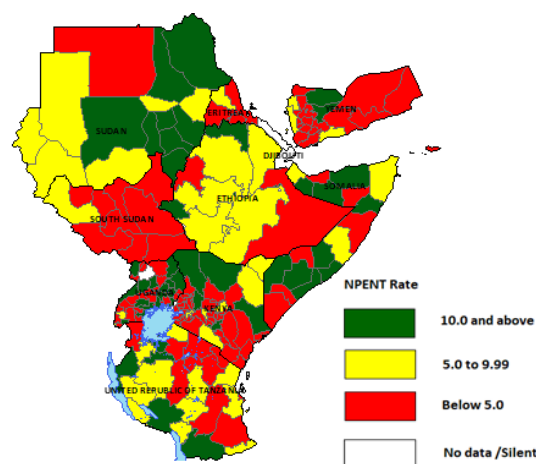 SUDAN
ERITREA
YEMEN
DJIBOUTI
SOMALIA
ETHIOPIA
SOUTH SUDAN
UGANDA
KENYA
UNITED REPUBLIC OF TANZANIA
NPENT Rate
10.0 and above
5.0 to 9.99
Below 5.0
No data /Silent